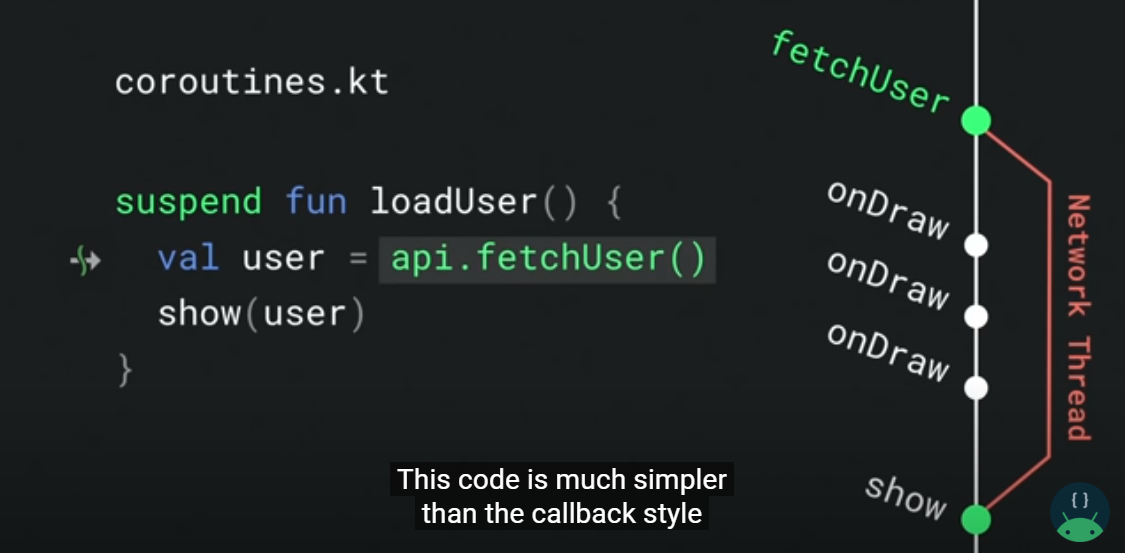 coroutines.kt
suspend fun loadUser() {
val user = api.fetchUser()
show(user)
}
fetchUser
onDraw
onDraw
onDraw
show
Network Thread
{ }
This code is much simpler
than the callback style